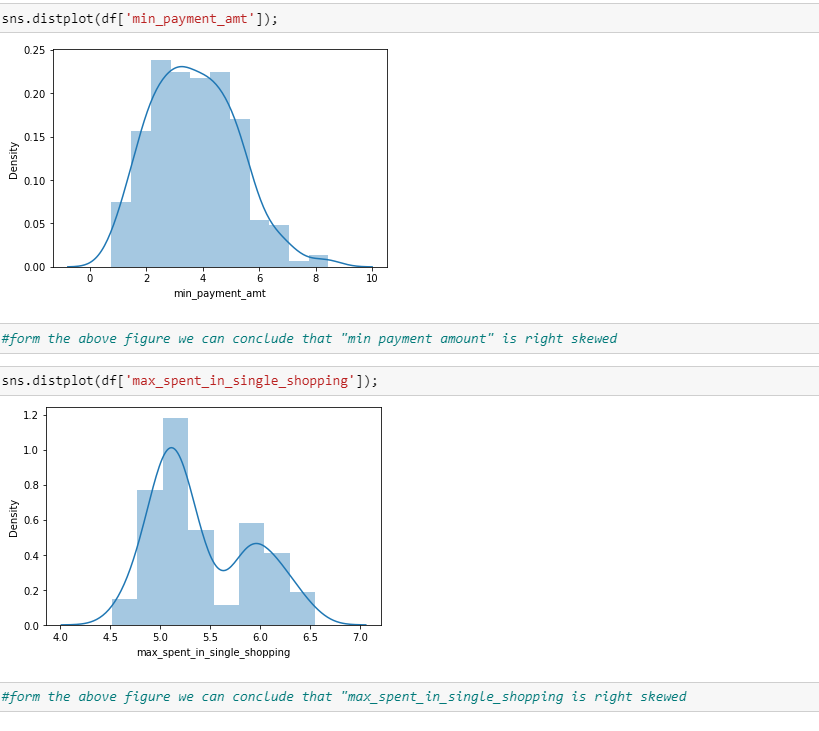 sns.distplot(df['min_payment_amt']);
0.25
0.20
0.15
0.10
0.05
0.00
Density
0 2 4 6 8 10
min_payment_amt
#form the above figure we can conclude that "min payment amount" is right skewed
sns.distplot(df['max_spent_in_single_shopping']);
1.2
1.0
0.8
0.6
0.4
0.2
0.0
Density
4.0 4.5 5.0 5.5 6.0 6.5 7.0
max_spent_in_single_shopping
#form the above figure we can conclude that "max_spent_in_single_shopping is right skewed